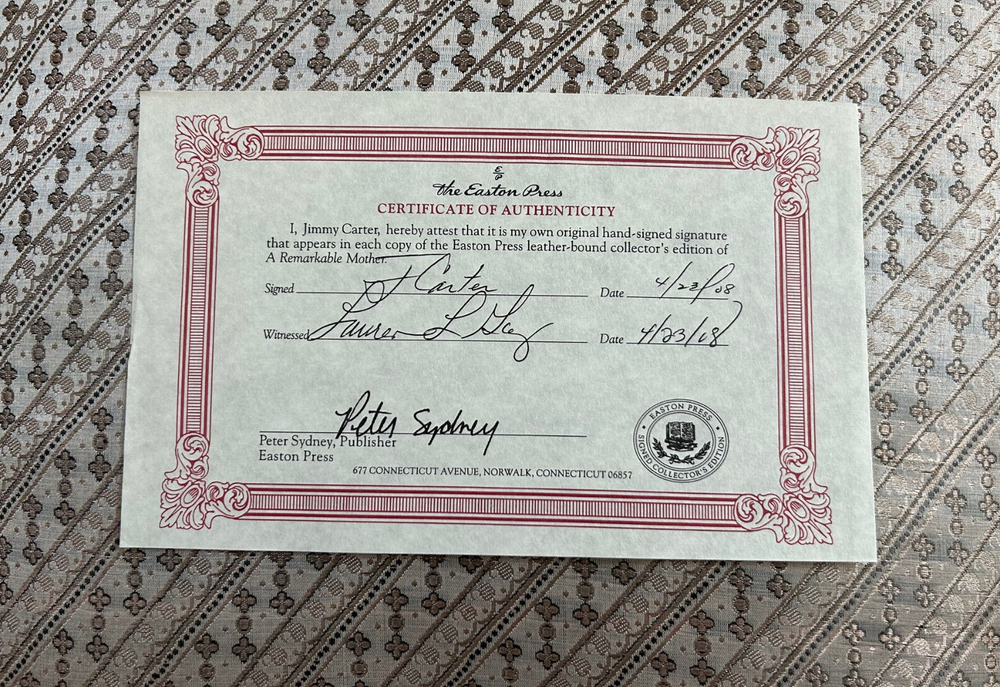 E
P
the Easton Press
CERTIFICATE OF AUTHENTICITY
I, Jimmy Carter, hereby attest that it is my own original hand-signed signature
that appears in each copy of the Easton Press leather-bound collector's edition of
A Remarkable Mother.
Signed J Carter Date 4/23/08
Witnessed Lauren L Date 4/23/08
Peter Sydney
Peter Sydney, Publisher
Easton Press
677 CONNECTICUT AVENUE, NORWALK, CONNECTICUT 06857
EASTON PRESS
SIGNED COLLECTOR'S EDITION